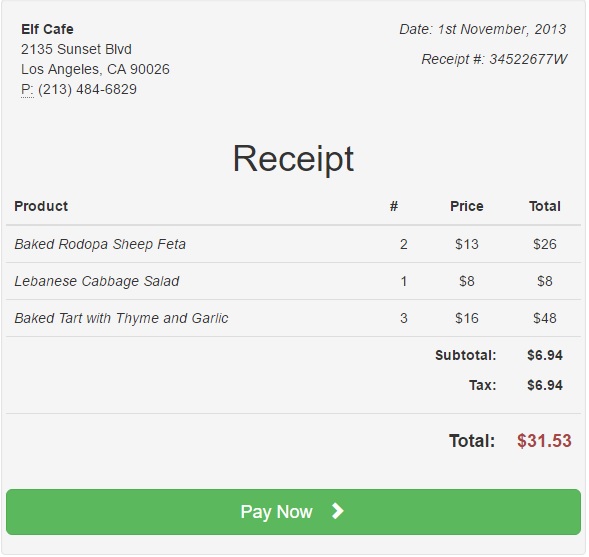 Elf Cafe
2135 Sunset Blvd
Los Angeles, CA 90026
P: (213) 484-6829
Date: 1st November, 2013
Receipt #: 34522677W
Receipt
Product # Price Total
Baked Rodopa Sheep Feta 2 $13 $26
Lebanese Cabbage Salad 1 $8 $8
Baked Tart with Thyme and Garlic 3 $16 $48
Subtotal: $6.94
Tax: $6.94
Total: $31.53
Pay Now